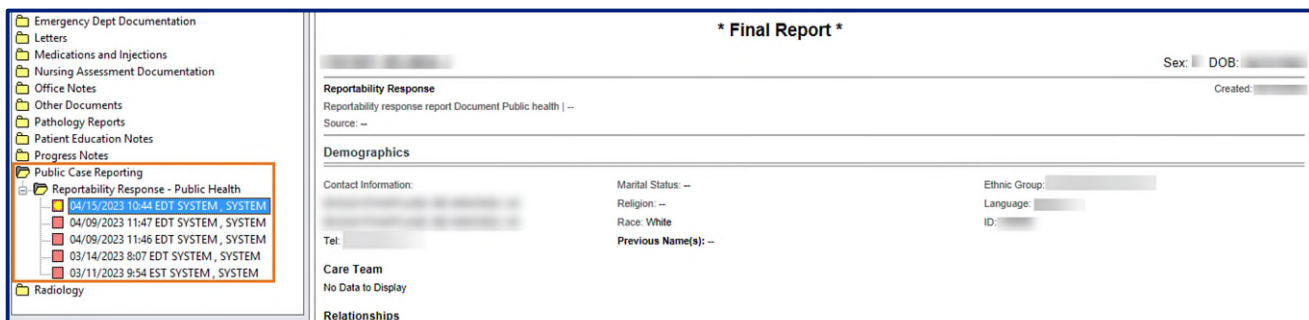 Emergency Dept Documentation
Letters
Medications and Injections
Nursing Assessment Documentation
Office Notes
Other Documents
Pathology Reports
Patient Education Notes
Progress Notes
Public Case Reporting
Reportability Response - Public Health
04/15/2023 10:44 EDT SYSTEM , SYSTEM
04/09/2023 11:47 EDT SYSTEM , SYSTEM
04/09/2023 11:46 EDT SYSTEM , SYSTEM
03/14/2023 8:07 EDT SYSTEM , SYSTEM
03/11/2023 9:54 EST SYSTEM , SYSTEM
Radiology
* Final Report *
Sex: DOB:
Reportability Response Created:
Reportability response report Document Public health | --
Source: --
Demographics
Contact Information: Marital Status: -- Ethnic Group:
Religion: -- Language:
Race: White ID:
Tel: Previous Name(s): --
Care Team
No Data to Display
Relationships